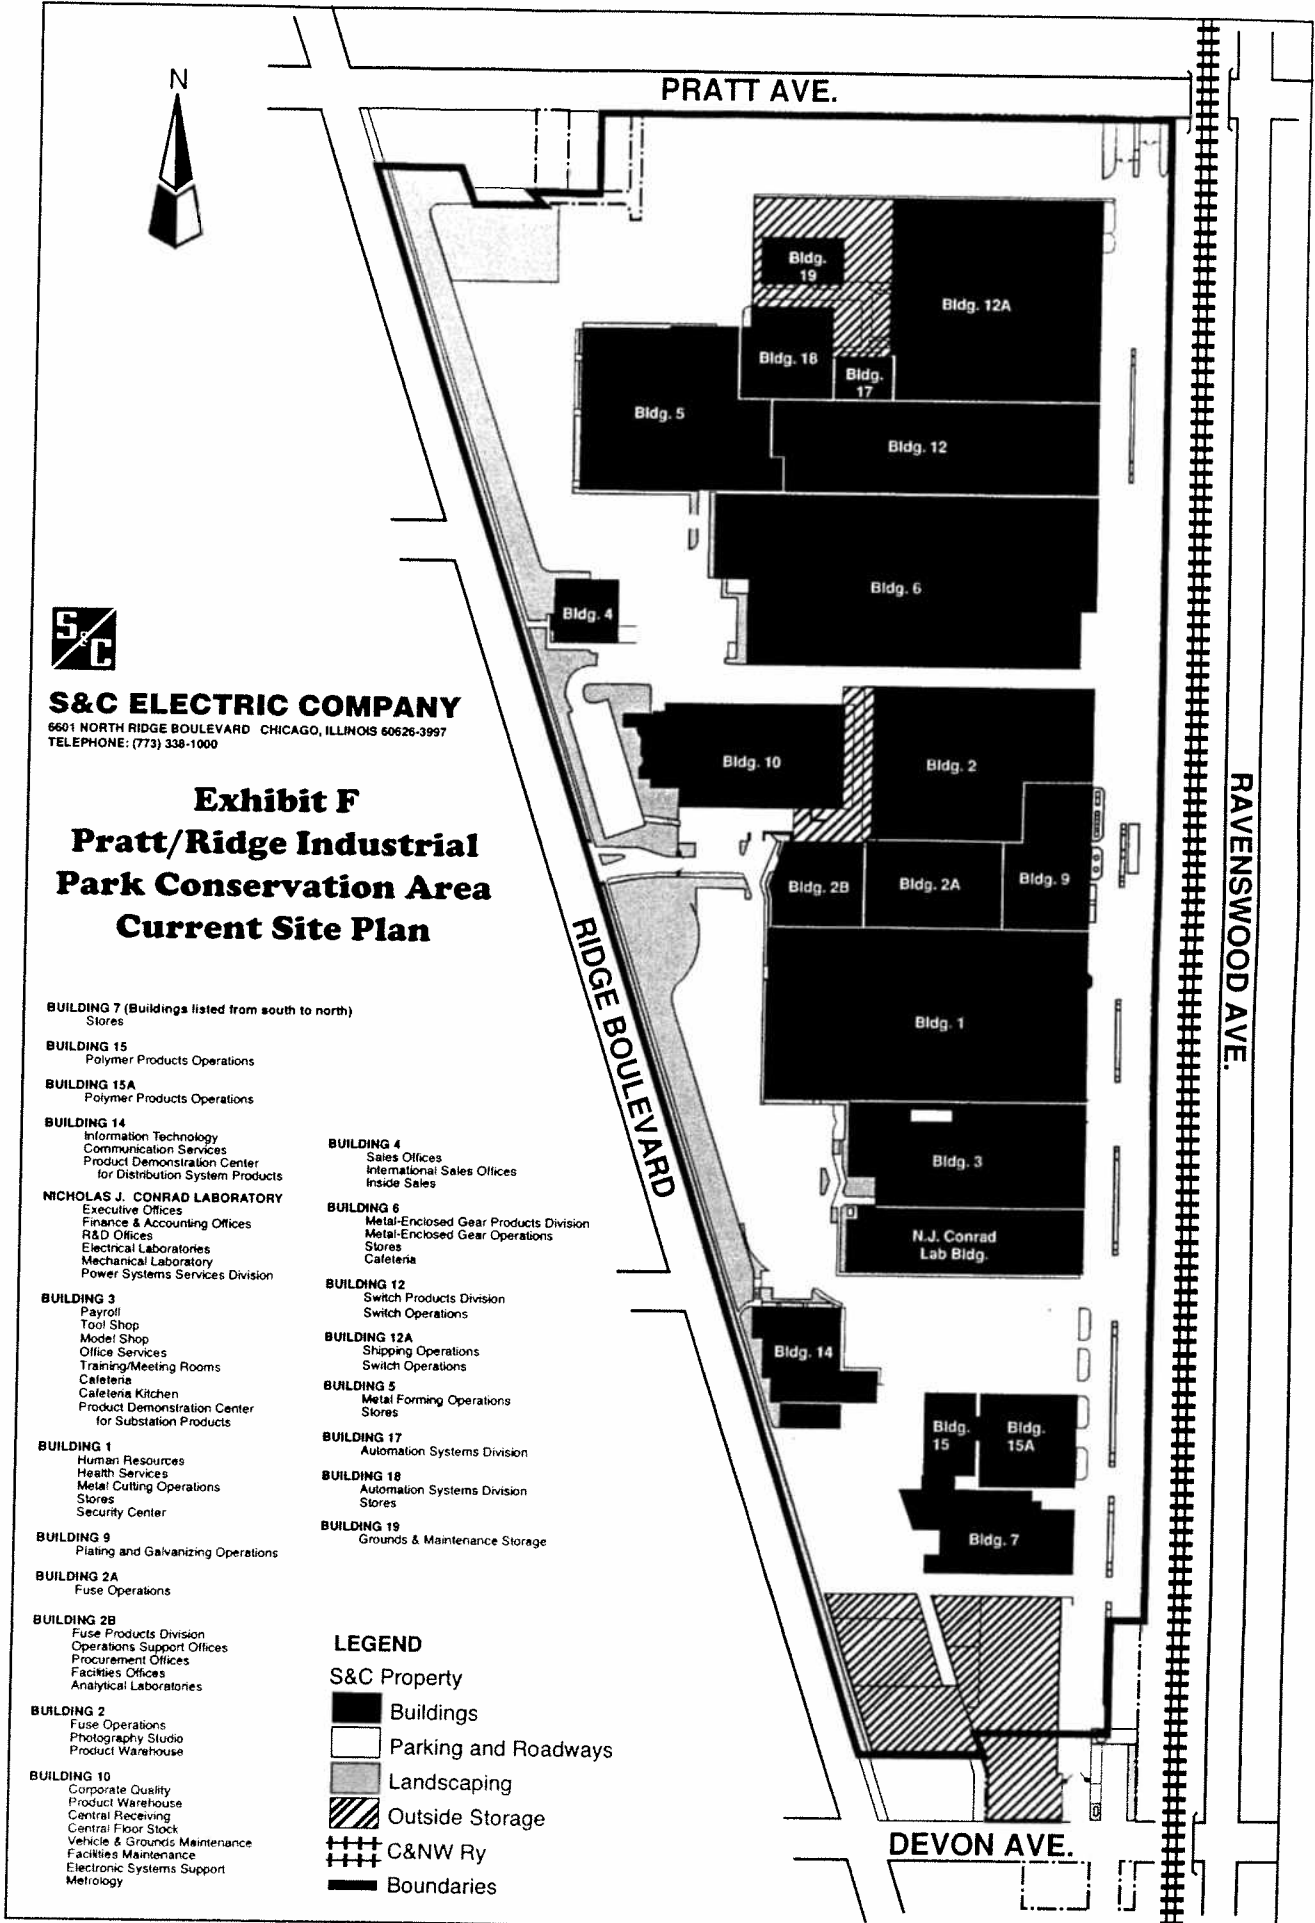 PRATT AVE.
N
Bldg.
19
Bldg. 12A
Bldg. 18
Bldg.
17
Bldg. 5
Bldg. 12
Bldg. 6
Bldg. 4
S&C
S&C ELECTRIC COMPANY
6601 NORTH RIDGE BOULEVARD CHICAGO, ILLINOIS 60626-3997
TELEPHONE: (773) 338-1000
Exhibit F
Pratt/Ridge Industrial
Park Conservation Area
Current Site Plan
Bldg. 10
Bldg. 2
Bldg. 2B
Bldg. 2A
Bldg. 9
RAVENSWOOD AVE.
RIDGE BOULEVARD
Bldg. 1
Bldg. 3
N.J. Conrad
Lab Bldg.
Bldg. 14
Bldg.
15
Bldg.
15A
Bldg. 7
DEVON AVE.
BUILDING 7 (Buildings listed from south to north)
Stores
BUILDING 15
Polymer Products Operations
BUILDING 15A
Polymer Products Operations
BUILDING 14
Information Technology
Communication Services
Product Demonstration Center
for Distribution System Products
NICHOLAS J. CONRAD LABORATORY
Executive Offices
Finance & Accounting Offices
R&D Offices
Electrical Laboratories
Mechanical Laboratory
Power Systems Services Division
BUILDING 3
Payroll
Tool Shop
Model Shop
Office Services
Training/Meeting Rooms
Cafeteria
Cafeteria Kitchen
Product Demonstration Center
for Substation Products
BUILDING 1
Human Resources
Health Services
Metal Cutting Operations
Stores
Security Center
BUILDING 9
Plating and Galvanizing Operations
BUILDING 2A
Fuse Operations
BUILDING 2B
Fuse Products Division
Operations Support Offices
Procurement Offices
Facilities Offices
Analytical Laboratories
BUILDING 2
Fuse Operations
Photography Studio
Product Warehouse
BUILDING 10
Corporate Quality
Product Warehouse
Central Receiving
Central Floor Stock
Vehicle & Grounds Maintenance
Facilities Maintenance
Electronic Systems Support
Metrology
BUILDING 4
Sales Offices
International Sales Offices
Inside Sales
BUILDING 6
Metal-Enclosed Gear Products Division
Metal-Enclosed Gear Operations
Stores
Cafeteria
BUILDING 12
Switch Products Division
Switch Operations
BUILDING 12A
Shipping Operations
Switch Operations
BUILDING 5
Metal Forming Operations
Stores
BUILDING 17
Automation Systems Division
BUILDING 18
Automation Systems Division
Stores
BUILDING 19
Grounds & Maintenance Storage
LEGEND
S&C Property
Buildings
Parking and Roadways
Landscaping
Outside Storage
C&NW Ry
Boundaries